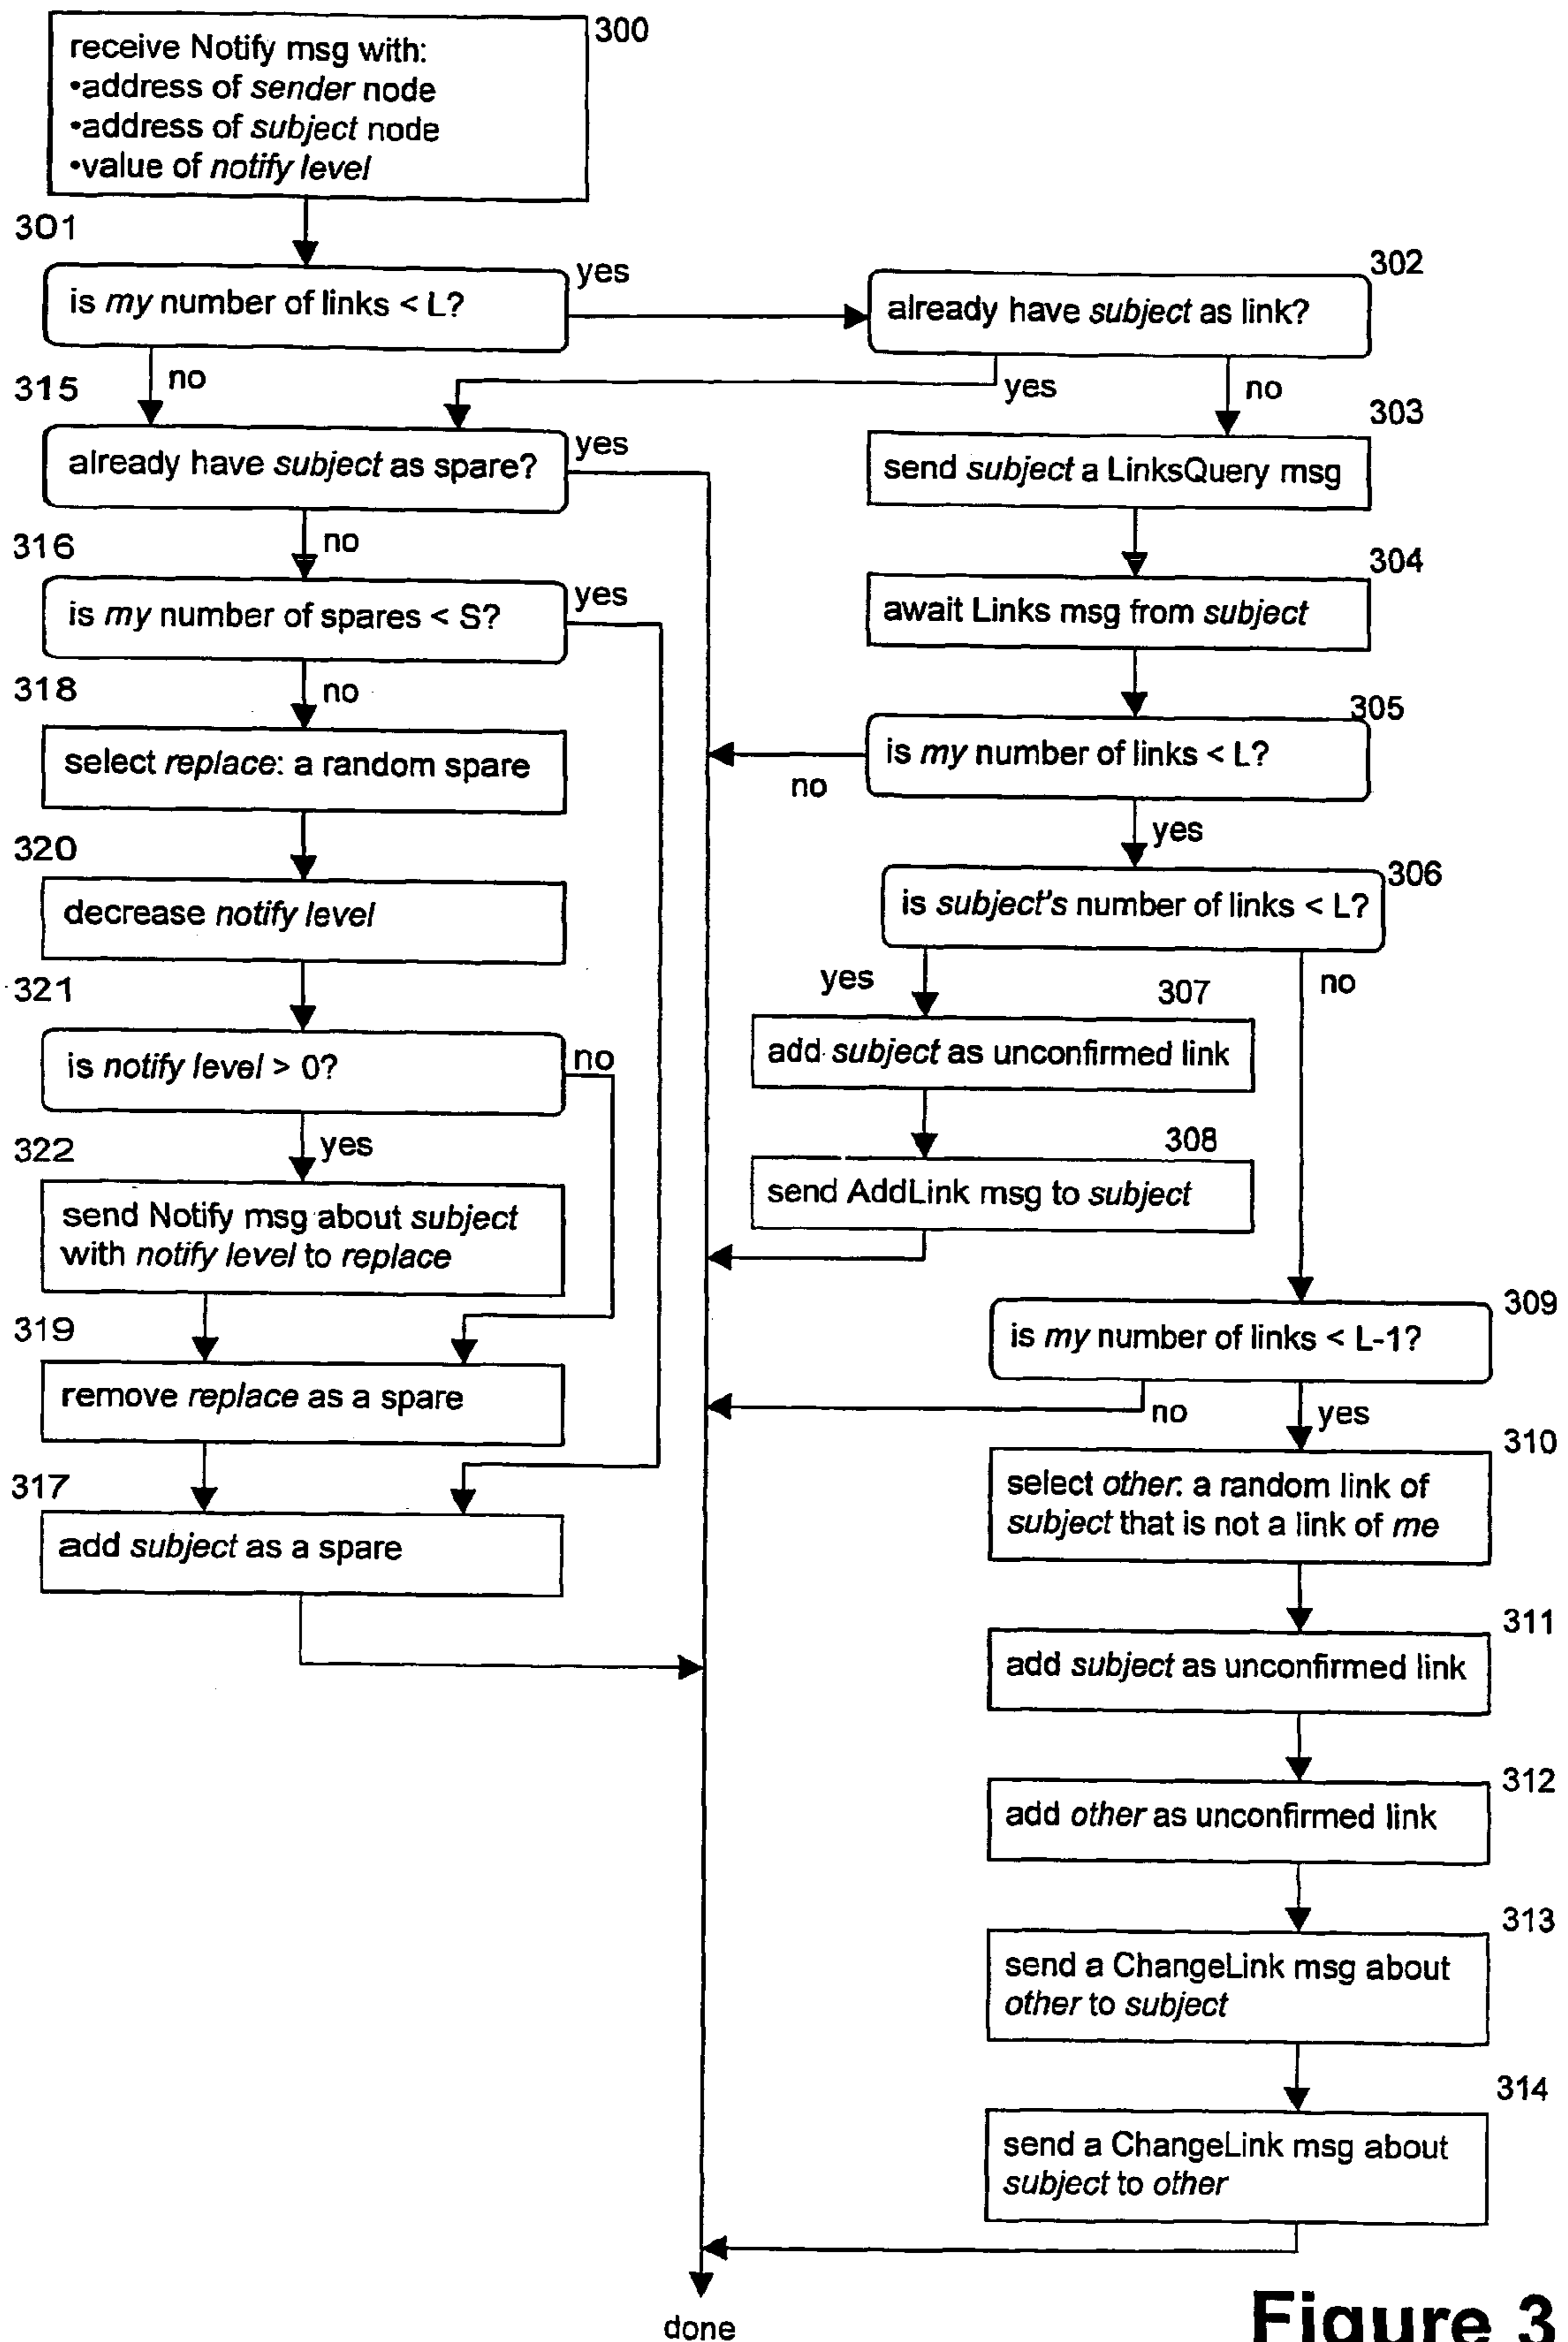 300
receive Notify msg with:
•address of sender node
•address of subject node
•value of notify level
301
is my number of links < L?
yes
no
302
already have subject as link?
yes
no
315
already have subject as spare?
yes
no
303
send subject a LinksQuery msg
316
is my number of spares < S?
yes
no
304
await Links msg from subject
318
select replace: a random spare
305
is my number of links < L?
no
yes
320
decrease notify level
306
is subject's number of links < L?
yes
no
321
is notify level > 0?
no
yes
307
add subject as unconfirmed link
322
send Notify msg about subject
with notify level to replace
308
send AddLink msg to subject
319
remove replace as a spare
309
is my number of links < L-1?
no
yes
317
add subject as a spare
310
select other: a random link of
subject that is not a link of me
311
add subject as unconfirmed link
312
add other as unconfirmed link
313
send a ChangeLink msg about
other to subject
314
send a ChangeLink msg about
subject to other
done
Figure 3